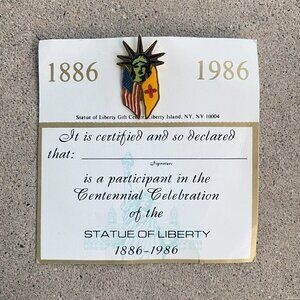 1886 1986
Statue of Liberty Gift Center Liberty Island, NY, NY 10004
It is certified and so declared
that:
Signature
is a participant in the
Centennial Celebration
of the
STATUE OF LIBERTY
1886-1986